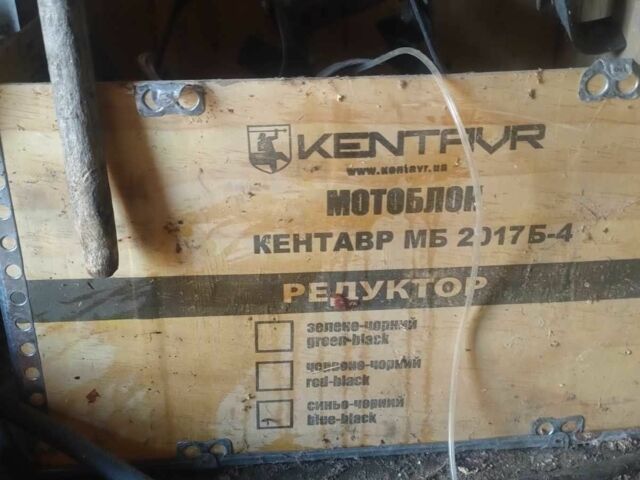 KENTAVR
www.kentavr.ua
МОТОБЛОК
КЕНТАВР МБ 2017Б-4
РЕДУКТОР
зелено-чорний
green-black
червоно-чорний
red-black
синьо-чорний
blue-black